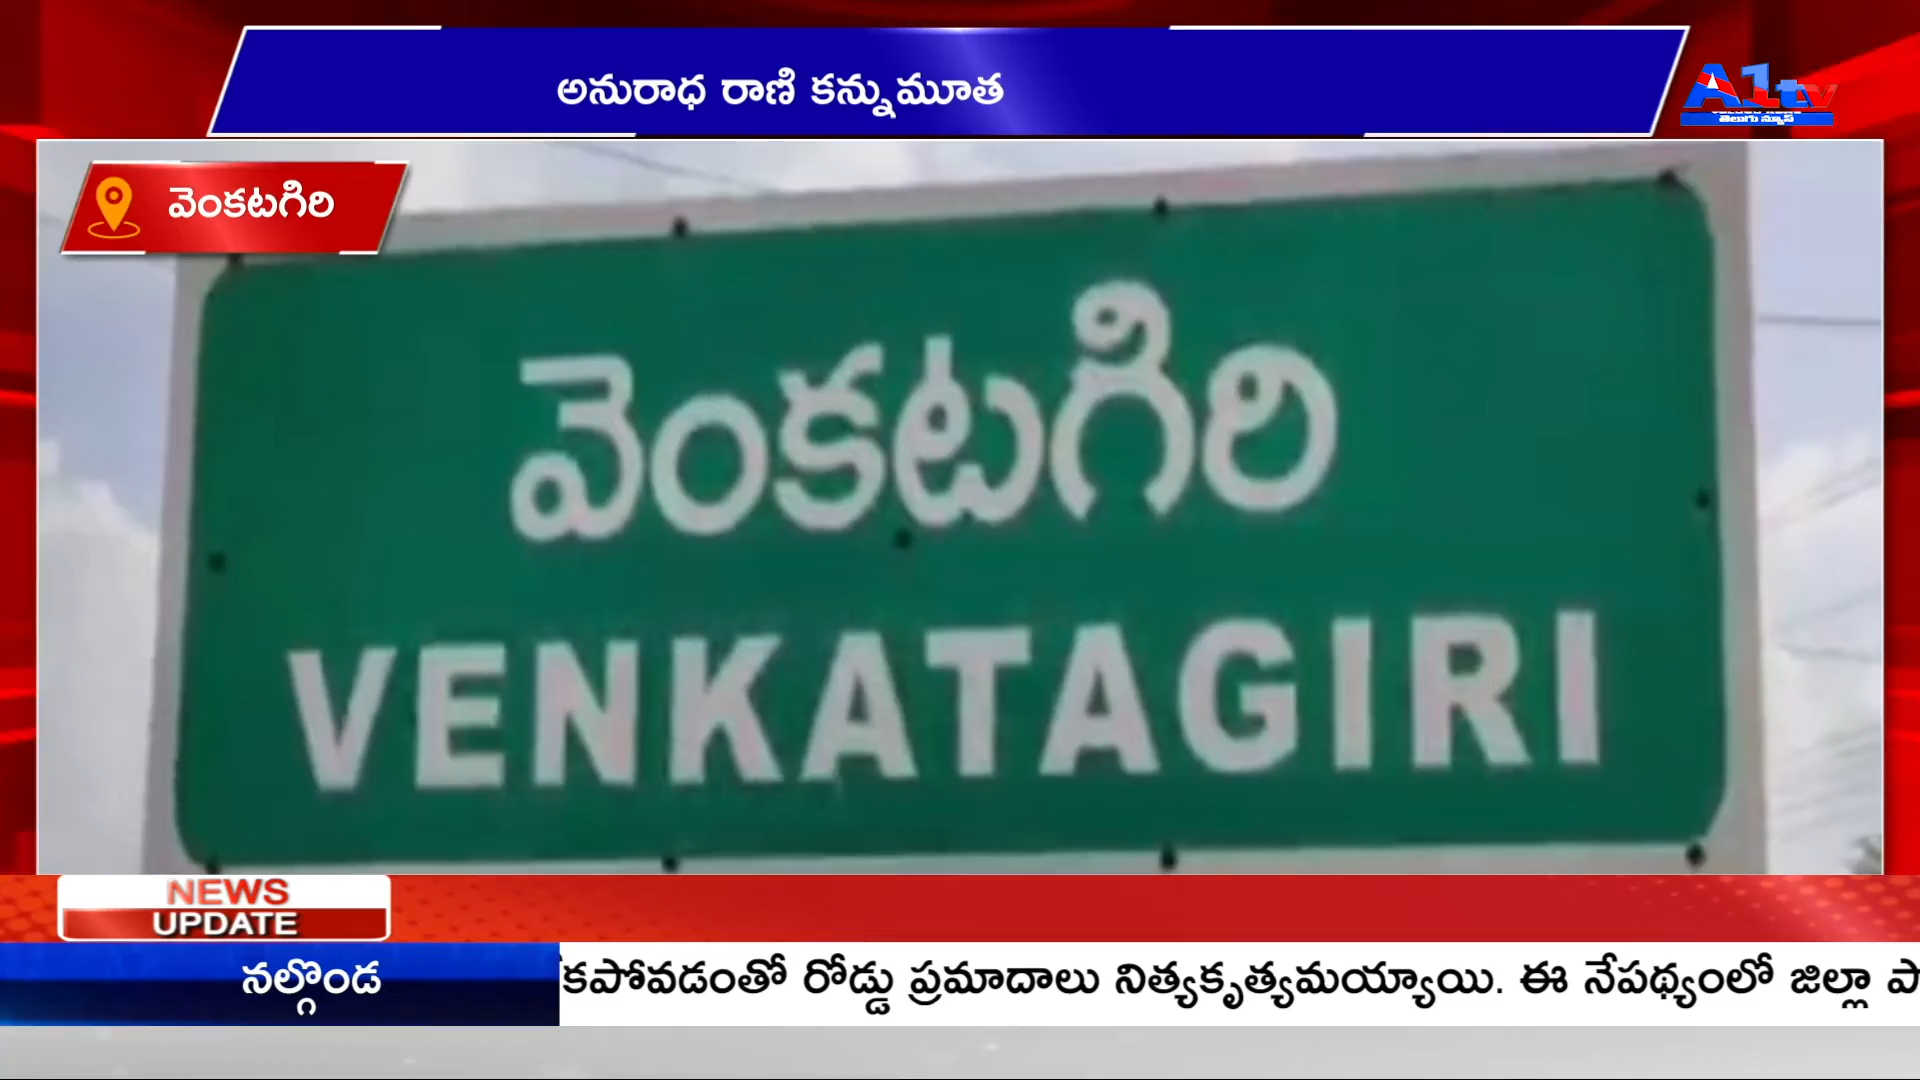 అనురాధ రాణి కన్నుమూత
A1tv
తెలుగు న్యూస్
వెంకటగిరి
వెంకటగిరి
VENKATAGIRI
NEWS
UPDATE
నల్గొండ
కపోవడంతో రోడ్డు ప్రమాదాలు నిత్యకృత్యమయ్యాయి. ఈ నేపథ్యంలో జిల్లా